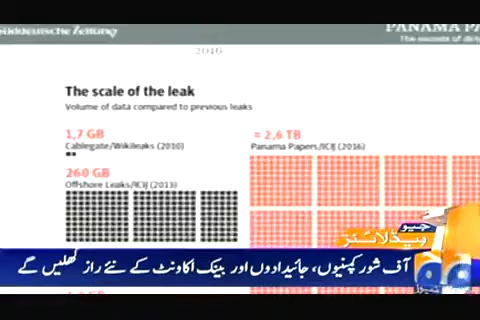 Süddeutsche Zeitung
PANAMA PA
The secrets of dirty
2016
The scale of the leak
Volume of data compared to previous leaks
1,7 GB
Cablegate/Wikileaks (2010)
≈ 2,6 TB
Panama Papers/ICIJ (2016)
260 GB
Offshore Leaks/ICIJ (2013)
جیو
ہیڈلائنز
آف شور کمپنیوں، جائیدادوں اور بینک اکاونٹ کے نئے راز کھلیں گے